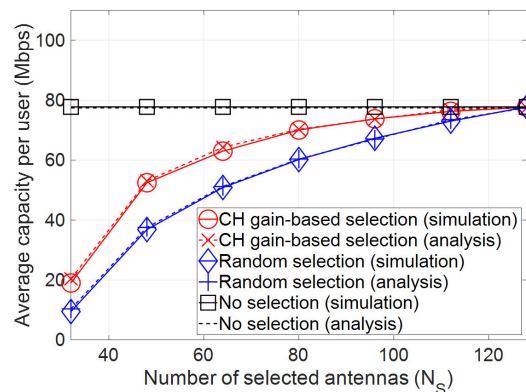 Average capacity per user (Mbps)
100
80
60
40
20
0
CH gain-based selection (simulation)
CH gain-based selection (analysis)
Random selection (simulation)
Random selection (analysis)
No selection (simulation)
No selection (analysis)
40 60 80 100 120
Number of selected antennas (N_S)